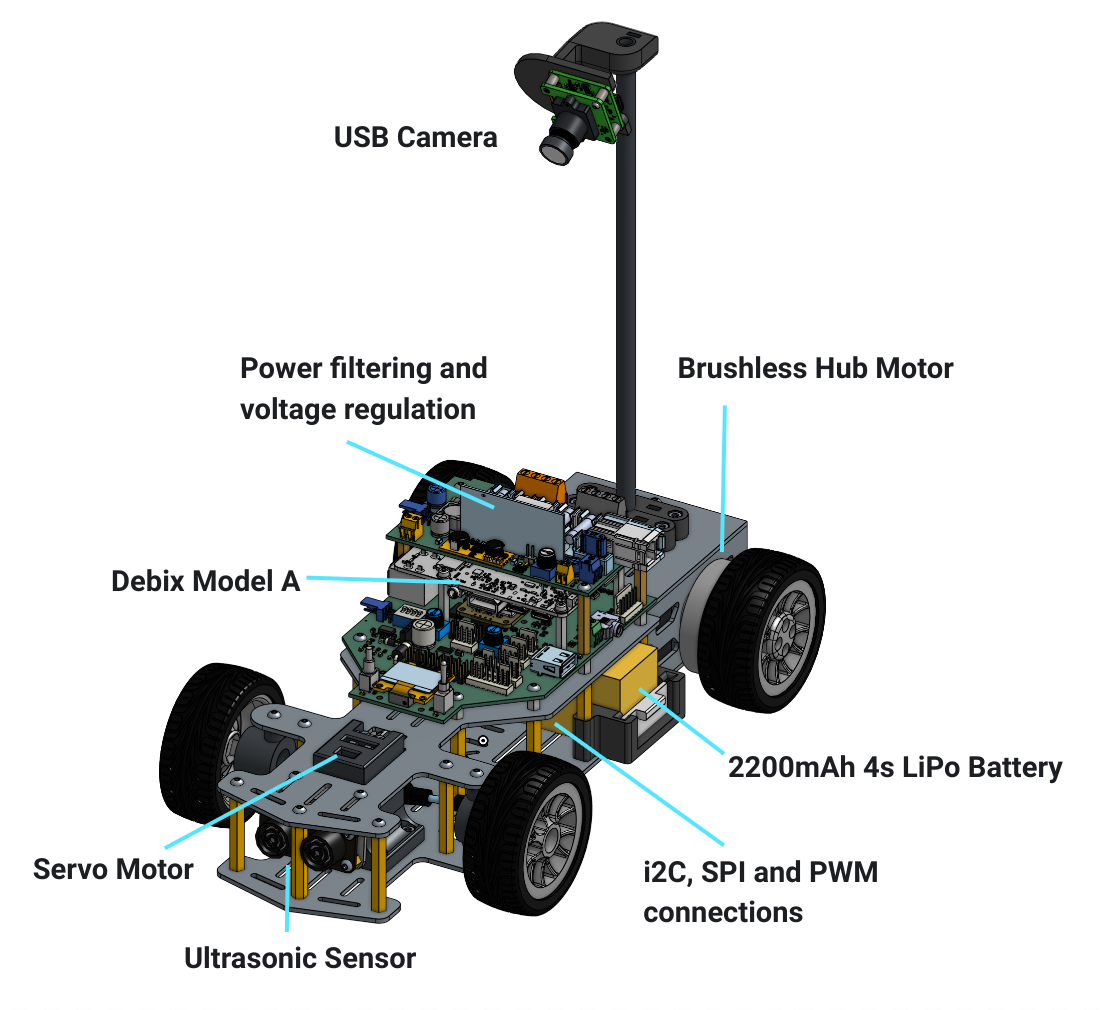 USB Camera
Power filtering and
voltage regulation
Brushless Hub Motor
Debix Model A
2200mAh 4s LiPo Battery
Servo Motor
i2C, SPI and PWM
connections
Ultrasonic Sensor